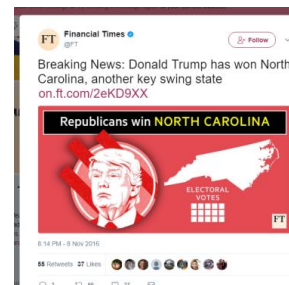 FT Financial Times
@FT
Follow
Breaking News: Donald Trump has won North
Carolina, another key swing state
on.ft.com/2eKD9XX
Republicans win NORTH CAROLINA
ELECTORAL
VOTES
FT
8:14 PM - 8 Nov 2016
55 Retweets 37 Likes